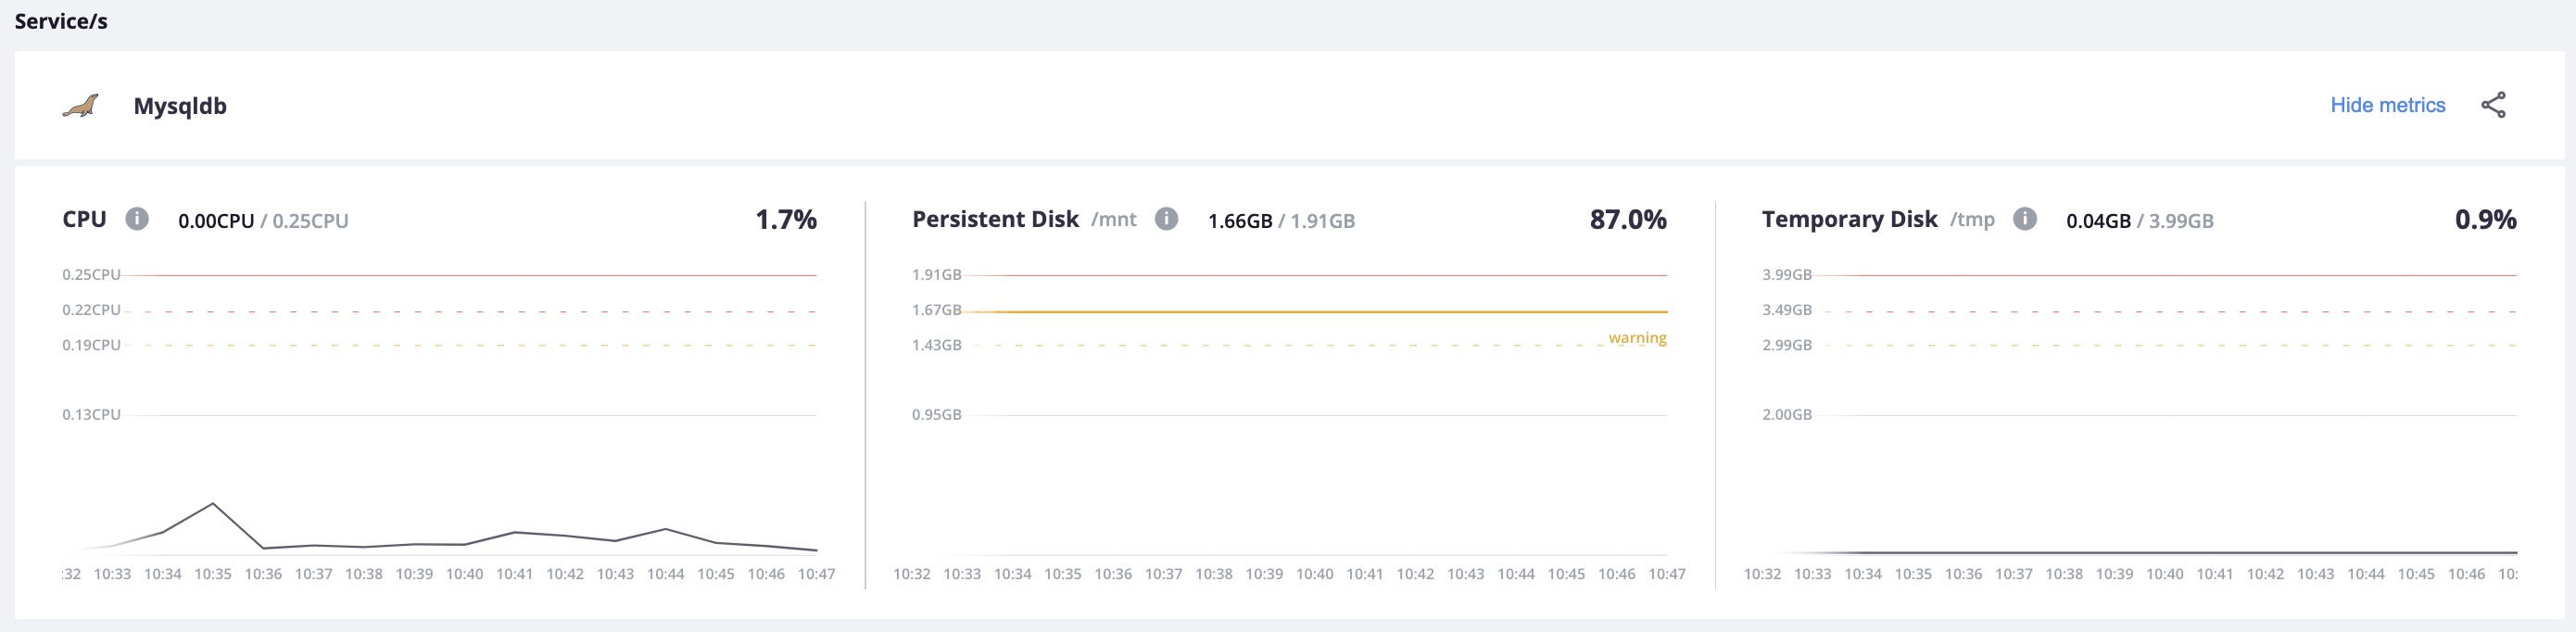 Service/s
Mysqldb
Hide metrics
CPU 0.00CPU / 0.25CPU 1.7%
0.25CPU
0.22CPU
0.19CPU
0.13CPU
:32 10:33 10:34 10:35 10:36 10:37 10:38 10:39 10:40 10:41 10:42 10:43 10:44 10:45 10:46 10:47
Persistent Disk /mnt 1.66GB / 1.91GB 87.0%
1.91GB
1.67GB
warning
1.43GB
0.95GB
10:32 10:33 10:34 10:35 10:36 10:37 10:38 10:39 10:40 10:41 10:42 10:43 10:44 10:45 10:46 10:47
Temporary Disk /tmp 0.04GB / 3.99GB 0.9%
3.99GB
3.49GB
2.99GB
2.00GB
10:32 10:33 10:34 10:35 10:36 10:37 10:38 10:39 10:40 10:41 10:42 10:43 10:44 10:45 10:46 10: